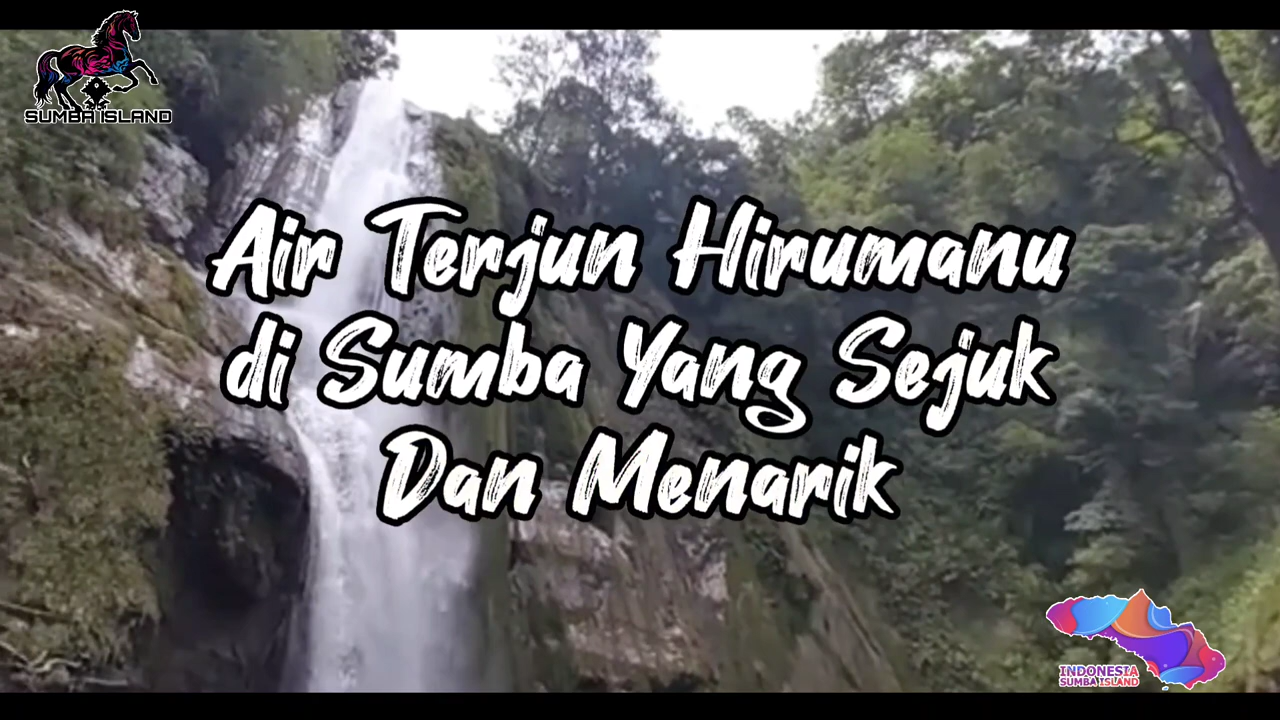 SUMBA ISLAND
Air Terjun Hirumanu
di Sumba Yang Sejuk
Dan Menarik
INDONESIA
SUMBA ISLAND